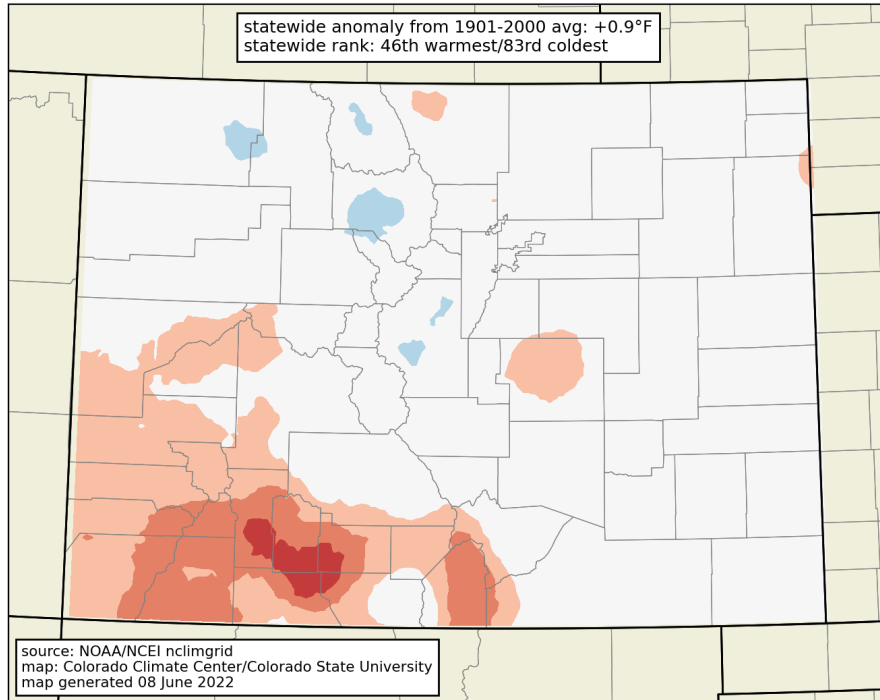 statewide anomaly from 1901-2000 avg: +0.9°F
statewide rank: 46th warmest/83rd coldest
source: NOAA/NCEI nclimgrid
map: Colorado Climate Center/Colorado State University
map generated 08 June 2022